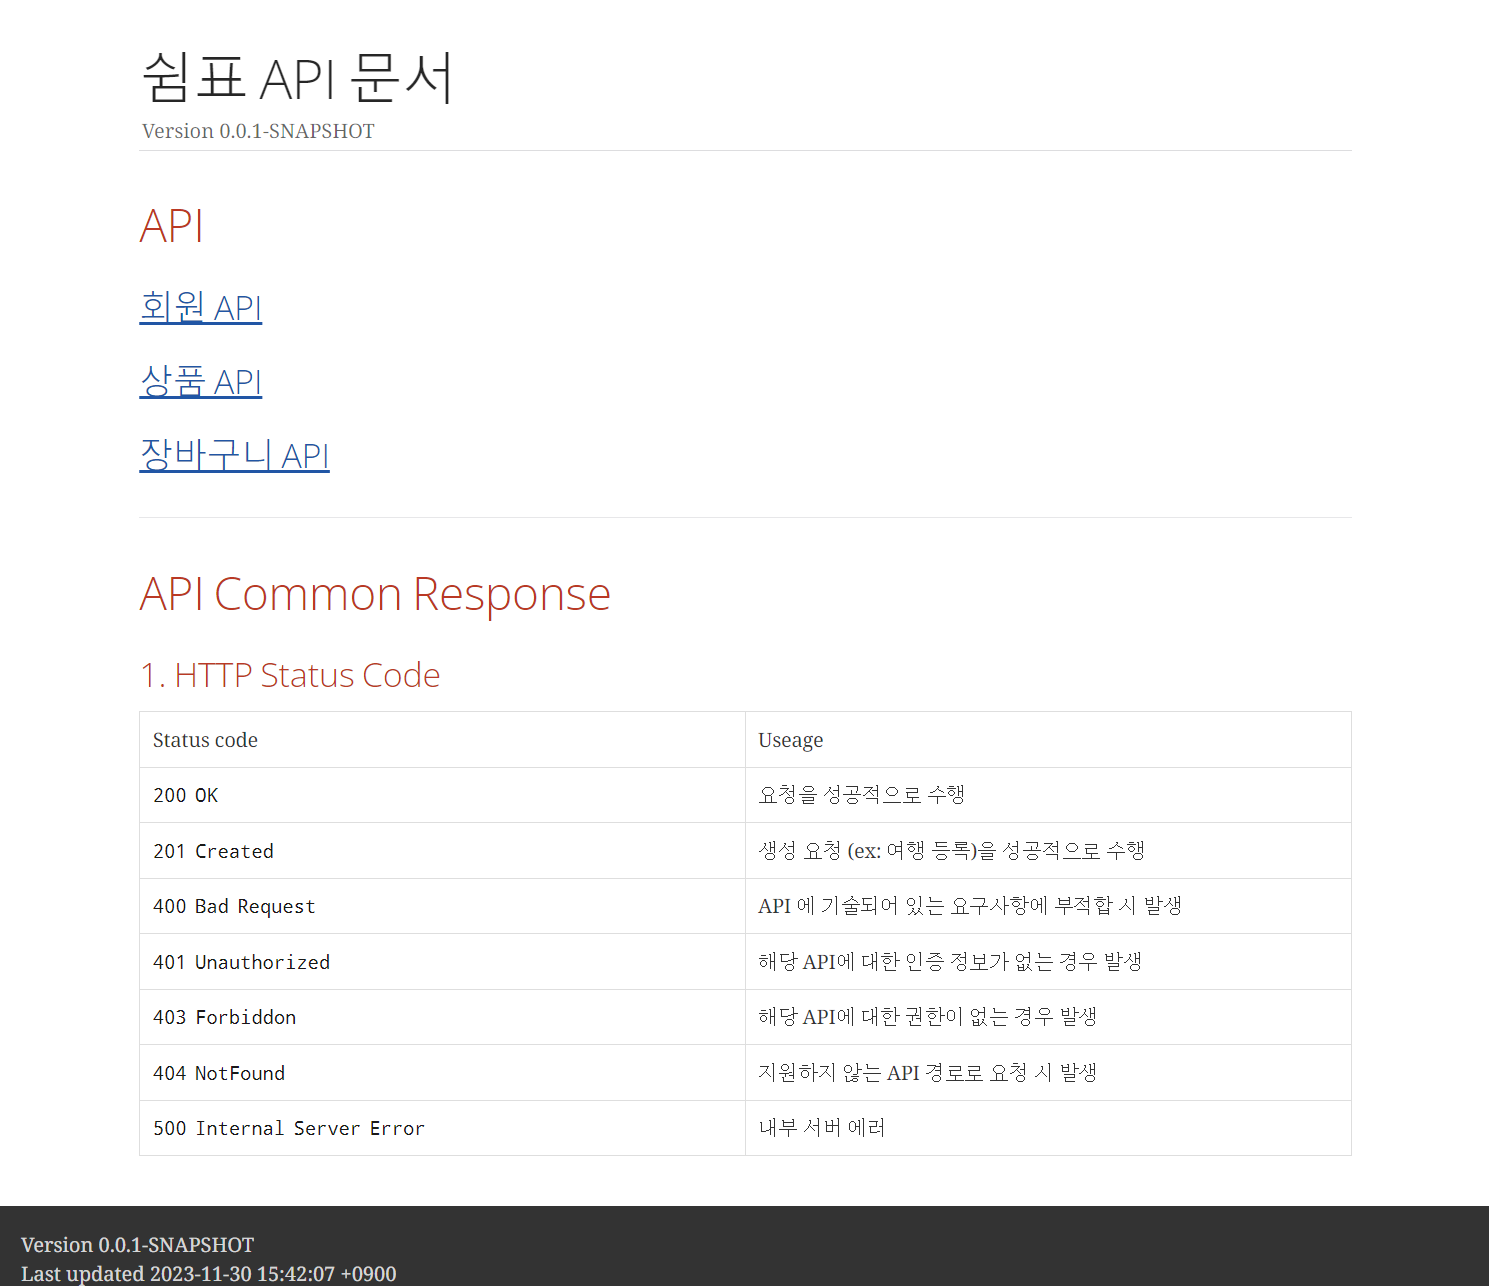 쉼표 API 문서
Version 0.0.1-SNAPSHOT
API
회원 API
상품 API
장바구니 API
API Common Response
1. HTTP Status Code
Status code Useage
200 OK 요청을 성공적으로 수행
201 Created 생성 요청 (ex: 여행 등록)을 성공적으로 수행
400 Bad Request API 에 기술되어 있는 요구사항에 부적합 시 발생
401 Unauthorized 해당 API에 대한 인증 정보가 없는 경우 발생
403 Forbiddon 해당 API에 대한 권한이 없는 경우 발생
404 NotFound 지원하지 않는 API 경로로 요청 시 발생
500 Internal Server Error 내부 서버 에러
Version 0.0.1-SNAPSHOT
Last updated 2023-11-30 15:42:07 +0900